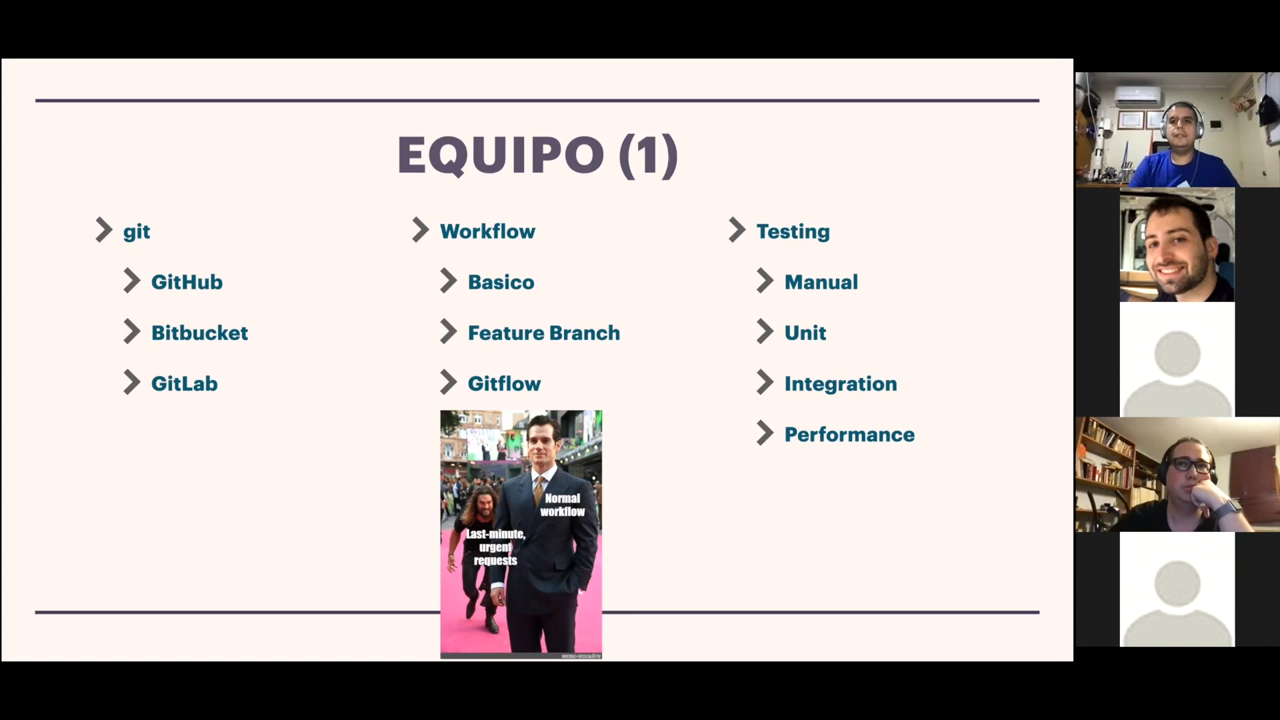 EQUIPO (1)
git
GitHub
Bitbucket
GitLab
Workflow
Basico
Feature Branch
Gitflow
Normal
workflow
Last-minute,
urgent
requests
Testing
Manual
Unit
Integration
Performance